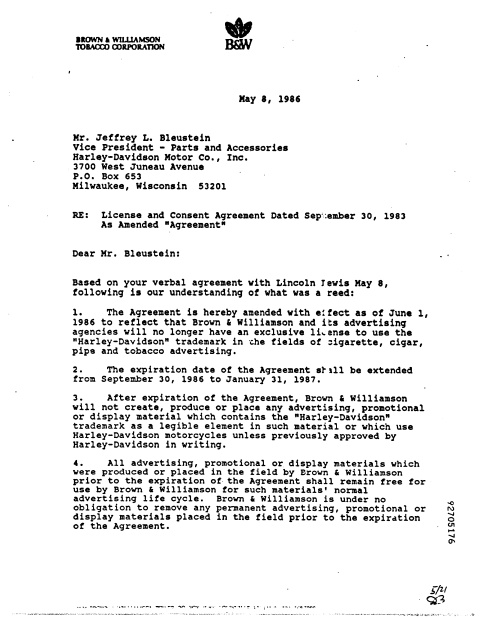 BROWN & WILLIAMSON
TOBACCO CORPORATION
B&W
May 8, 1986
Mr. Jeffrey L. Bleustein
Vice President - Parts and Accessories
Harley-Davidson Motor Co., Inc.
3700 West Juneau Avenue
P.O. Box 653
Milwaukee, Wisconsin 53201
RE: License and Consent Agreement Dated September 30, 1983
As Amended "Agreement"
Dear Mr. Bleustein:
Based on your verbal agreement with Lincoln Lewis May 8,
following is our understanding of what was agreed:
1. The Agreement is hereby amended with effect as of June 1,
1986 to reflect that Brown & Williamson and its advertising
agencies will no longer have an exclusive license to use the
"Harley-Davidson" trademark in the fields of cigarette, cigar,
pipe and tobacco advertising.
2. The expiration date of the Agreement shall be extended
from September 30, 1986 to January 31, 1987.
3. After expiration of the Agreement, Brown & Williamson
will not create, produce or place any advertising, promotional
or display material which contains the "Harley-Davidson"
trademark as a legible element in such material or which use
Harley-Davidson motorcycles unless previously approved by
Harley-Davidson in writing.
4. All advertising, promotional or display materials which
were produced or placed in the field by Brown & Williamson
prior to the expiration of the Agreement shall remain free for
use by Brown & Williamson for such materials' normal
advertising life cycle. Brown & Williamson is under no
obligation to remove any permanent advertising, promotional or
display materials placed in the field prior to the expiration
of the Agreement.
92705176
5/21